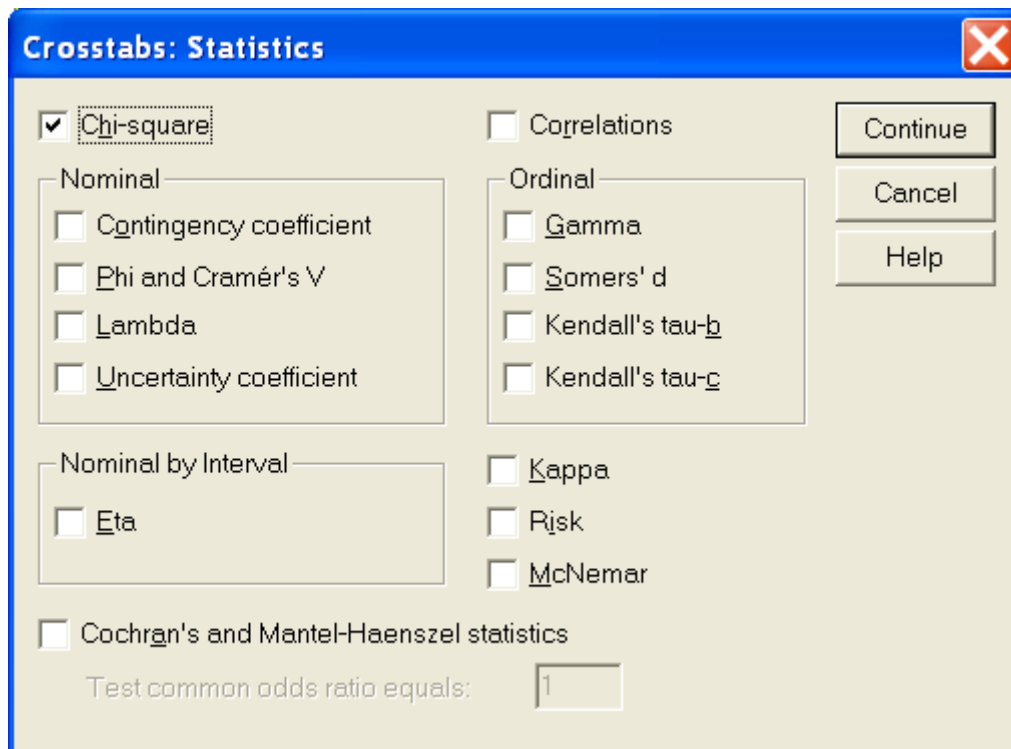 Crosstabs: Statistics
Chi-square
Correlations
Continue
Cancel
Help
Nominal
Contingency coefficient
Phi and Cramér's V
Lambda
Uncertainty coefficient
Ordinal
Gamma
Somers' d
Kendall's tau-b
Kendall's tau-c
Nominal by Interval
Eta
Kappa
Risk
McNemar
Cochran's and Mantel-Haenszel statistics
Test common odds ratio equals: 1